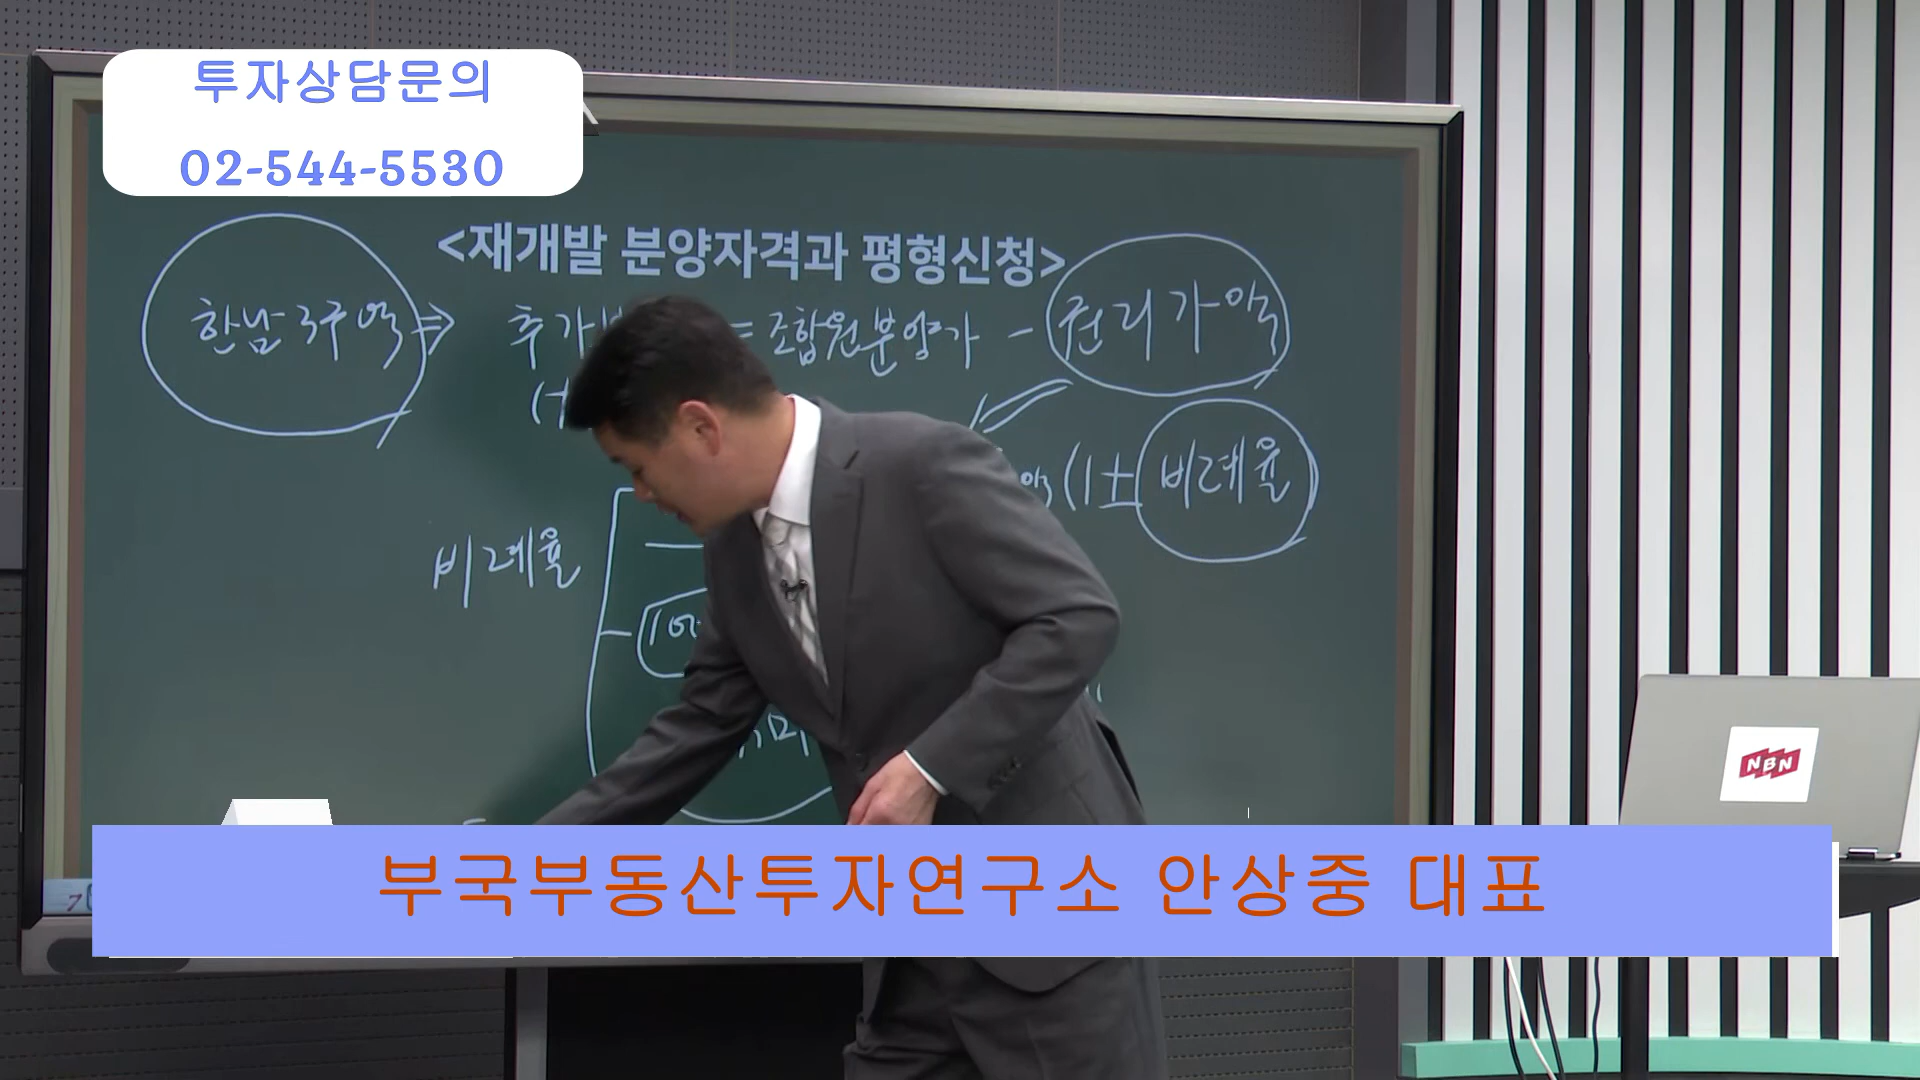 투자상담문의
02-544-5530
<재개발 분양자격과 평형신청>
한남3구역 ⇒ 추가 = 조합원분양가 - 권리가액
(1± 비례율
비례율
NBN
부국부동산투자연구소 안상중 대표